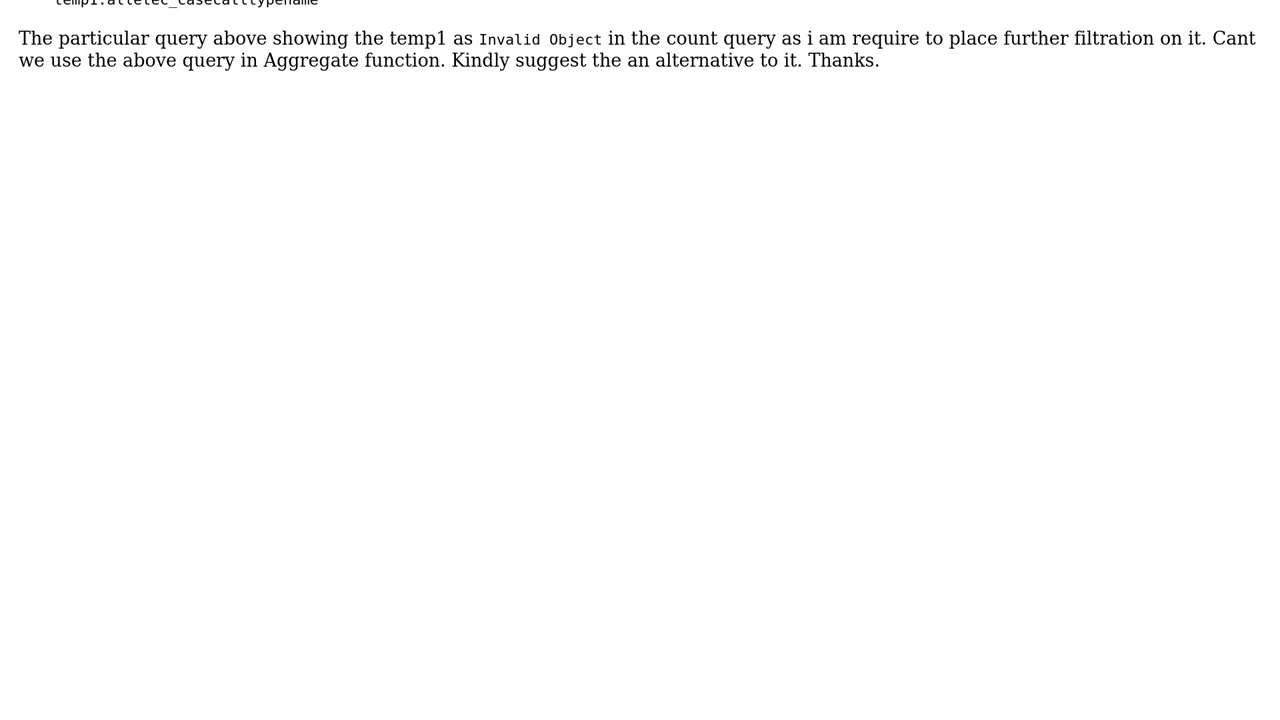 The particular query above showing the temp1 as Invalid Object in the count query as i am require to place further filtration on it. Cant
we use the above query in Aggregate function. Kindly suggest the an alternative to it. Thanks.